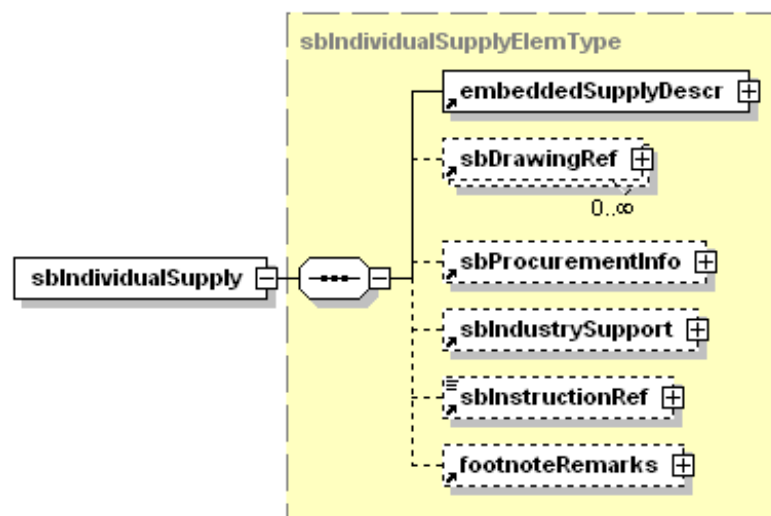 sbIndividualSupplyElemType
embeddedSupplyDescr
sbDrawingRef
0..∞
sbIndividualSupply
sbProcurementInfo
sbIndustrySupport
sbInstructionRef
footnoteRemarks